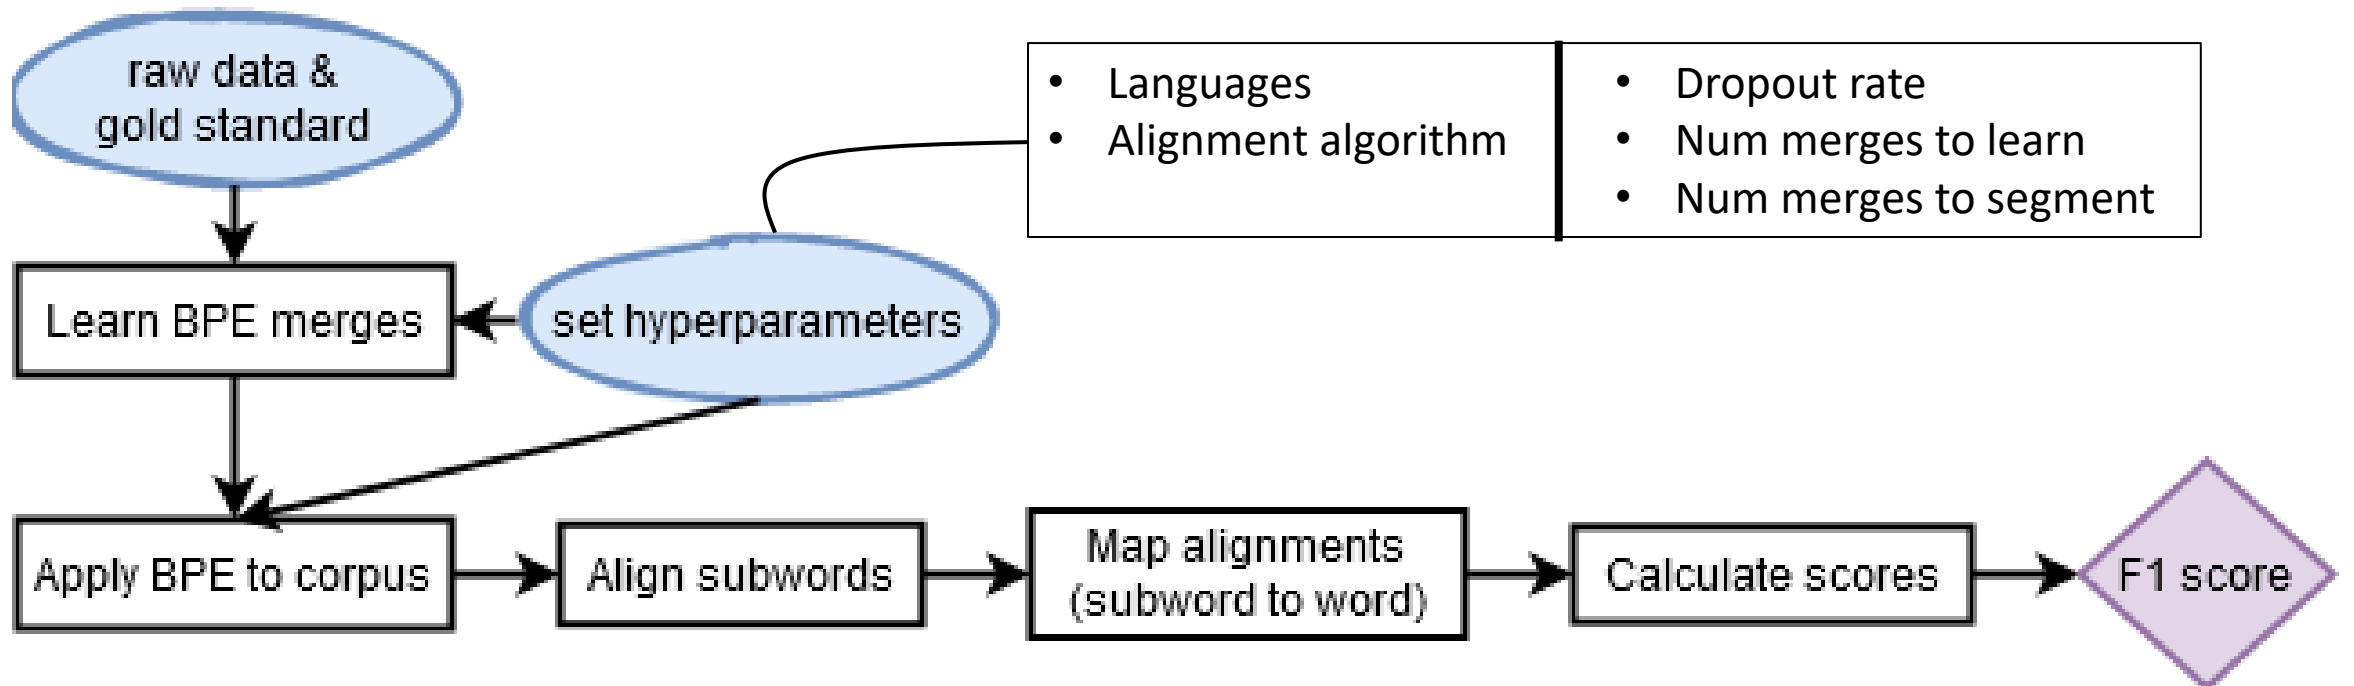 raw data &
gold standard
• Languages
• Alignment algorithm
• Dropout rate
• Num merges to learn
• Num merges to segment
Learn BPE merges
set hyperparameters
Apply BPE to corpus
Align subwords
Map alignments
(subword to word)
Calculate scores
F1 score